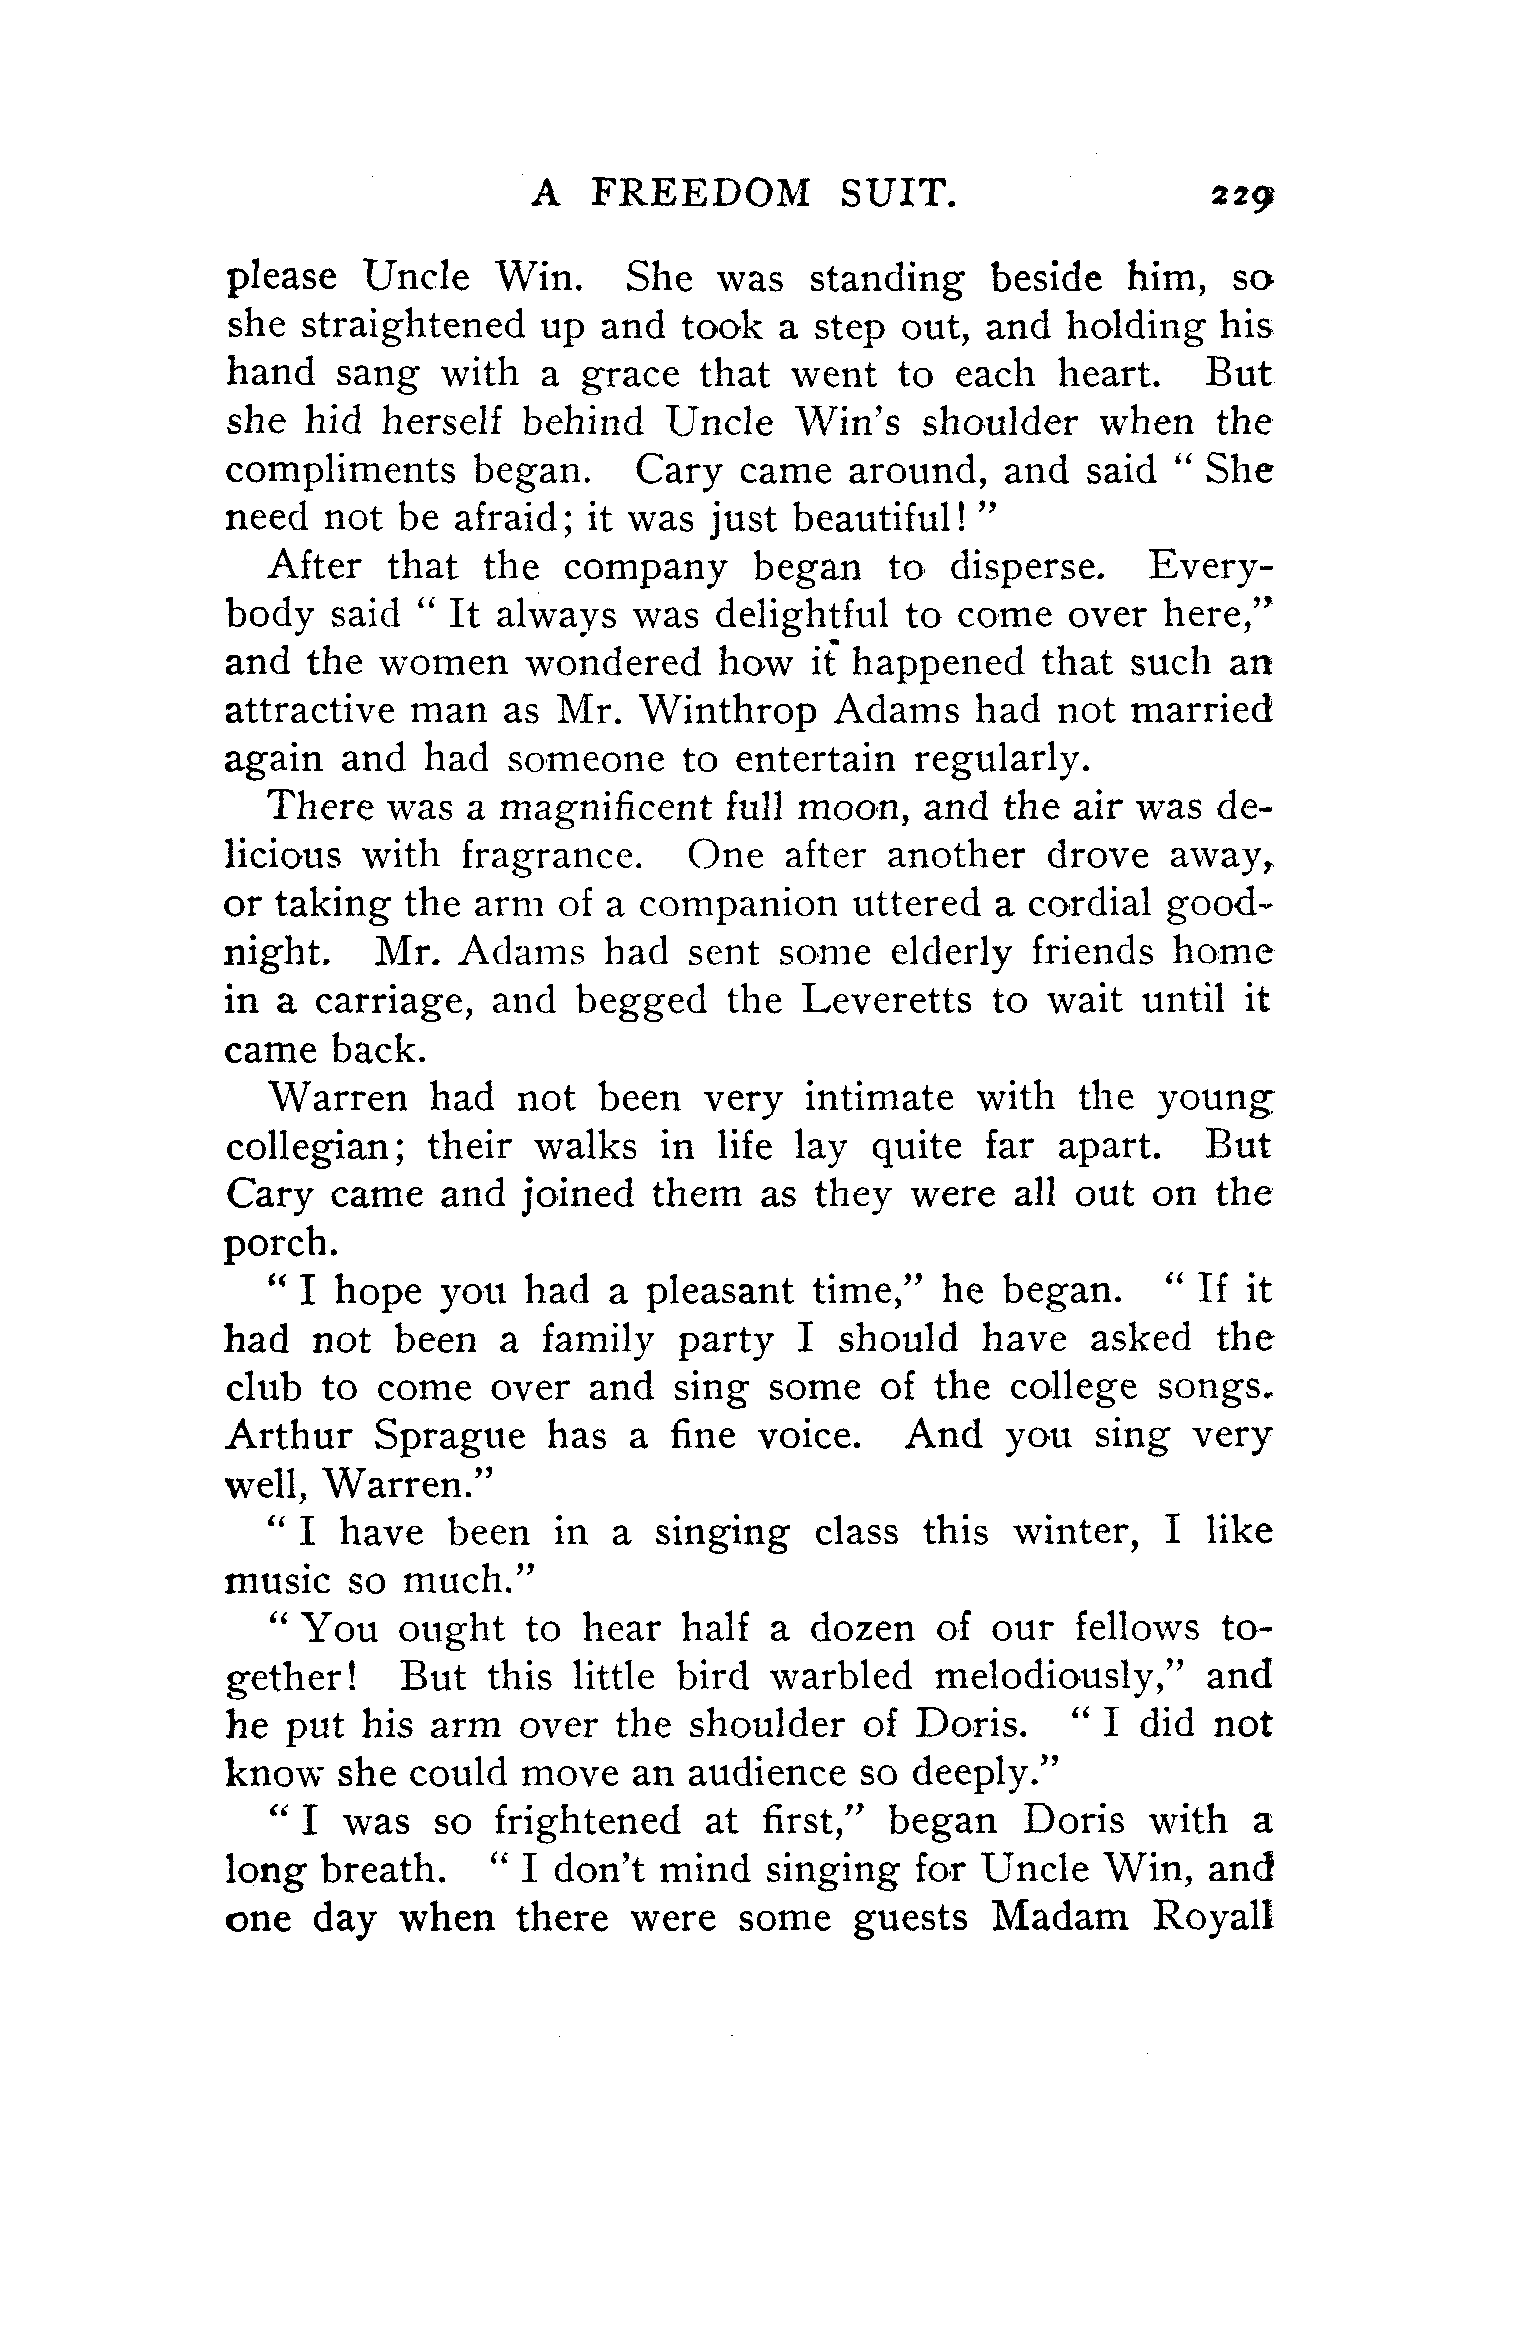 A FREEDOM SUIT. 229
please Uncle Win. She was standing beside him, so
she straightened up and took a step out, and holding his
hand sang with a grace that went to each heart. But
she hid herself behind Uncle Win's shoulder when the
compliments began. Cary came around, and said " She
need not be afraid; it was just beautiful! "
After that the company began to disperse. Every-
body said " It always was delightful to come over here,"
and the women wondered how it happened that such an
attractive man as Mr. Winthrop Adams had not married
again and had someone to entertain regularly.
There was a magnificent full moon, and the air was de-
licious with fragrance. One after another drove away,
or taking the arm of a companion uttered a cordial good-
night. Mr. Adams had sent some elderly friends home
in a carriage, and begged the Leveretts to wait until it
came back.
Warren had not been very intimate with the young
collegian; their walks in life lay quite far apart. But
Cary came and joined them as they were all out on the
porch.
" I hope you had a pleasant time," he began. " If it
had not been a family party I should have asked the
club to come over and sing some of the college songs.
Arthur Sprague has a fine voice. And you sing very
well, Warren."
" I have been in a singing class this winter, I like
music so much."
" You ought to hear half a dozen of our fellows to-
gether! But this little bird warbled melodiously," and
he put his arm over the shoulder of Doris. " I did not
know she could move an audience so deeply."
" I was so frightened at first," began Doris with a
long breath. " I don't mind singing for Uncle Win, and
one day when there were some guests Madam Royall